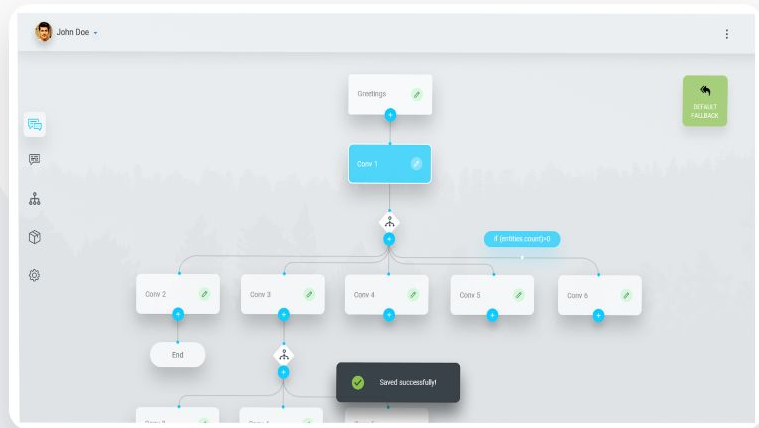 John Doe
Greetings
DEFAULT
FALLBACK
Conv 1
if (entities.count)>0
Conv 2
Conv 3
Conv 4
Conv 5
Conv 6
End
Saved successfully!